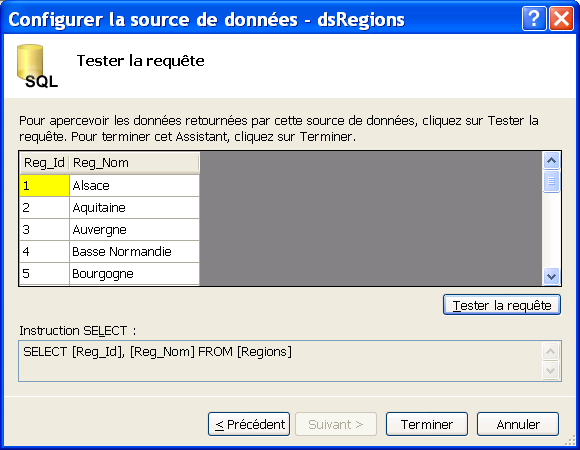 Configurer la source de données - dsRegions
SQL
Tester la requête
Pour apercevoir les données retournées par cette source de données, cliquez sur Tester la
requête. Pour terminer cet Assistant, cliquez sur Terminer.
Reg_Id Reg_Nom
1 Alsace
2 Aquitaine
3 Auvergne
4 Basse Normandie
5 Bourgogne
Tester la requête
Instruction SELECT :
SELECT [Reg_Id], [Reg_Nom] FROM [Regions]
< Précédent Suivant > Terminer Annuler